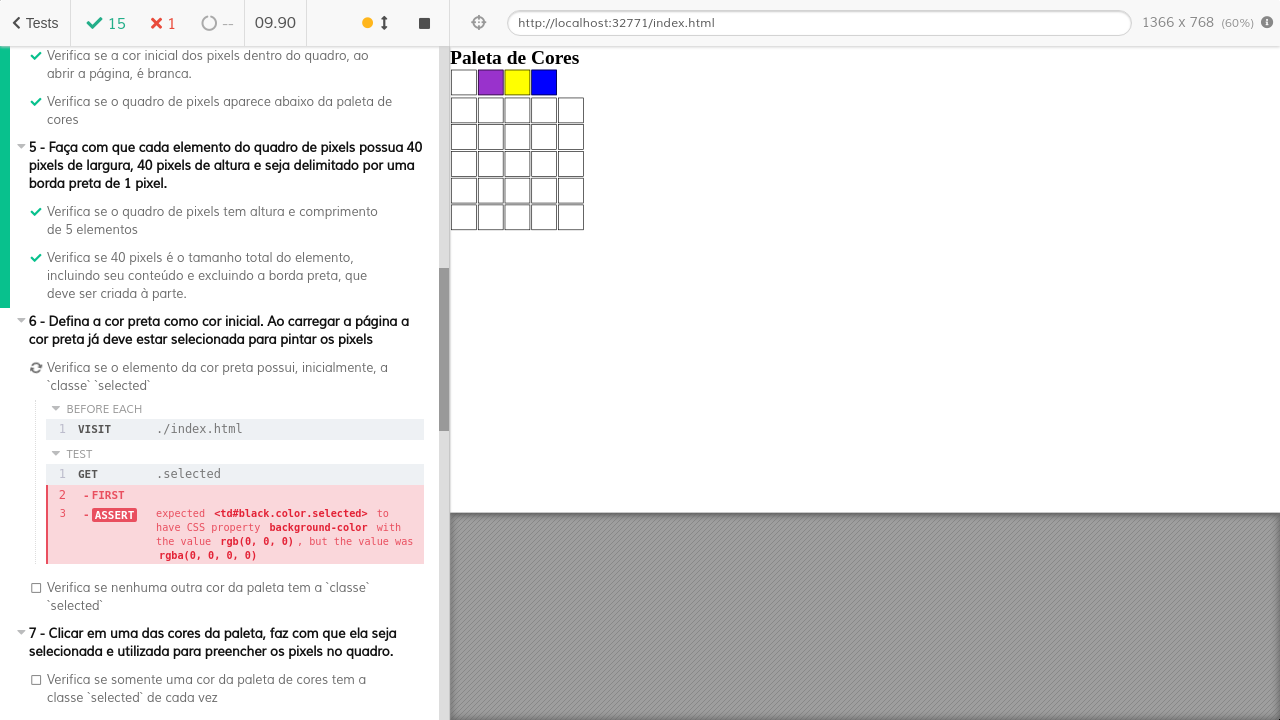 Tests
15
1
--
09.90
http://localhost:32771/index.html
1366 x 768 (60%)
Verifica se a cor inicial dos pixels dentro do quadro, ao
abrir a página, é branca.
Verifica se o quadro de pixels aparece abaixo da paleta de
cores
5 - Faça com que cada elemento do quadro de pixels possua 40
pixels de largura, 40 pixels de altura e seja delimitado por uma
borda preta de 1 pixel.
Verifica se o quadro de pixels tem altura e comprimento
de 5 elementos
Verifica se 40 pixels é o tamanho total do elemento,
incluindo seu conteúdo e excluindo a borda preta, que
deve ser criada à parte.
6 - Defina a cor preta como cor inicial. Ao carregar a página a
cor preta já deve estar selecionada para pintar os pixels
Verifica se o elemento da cor preta possui, inicialmente, a
`classe` `selected`
BEFORE EACH
1 VISIT ./index.html
TEST
1 GET .selected
2 - FIRST
3 - ASSERT expected <td#black.color.selected> to
have CSS property background-color with
the value rgb(0, 0, 0) , but the value was
rgba(0, 0, 0, 0)
Verifica se nenhuma outra cor da paleta tem a `classe`
`selected`
7 - Clicar em uma das cores da paleta, faz com que ela seja
selecionada e utilizada para preencher os pixels no quadro.
Verifica se somente uma cor da paleta de cores tem a
classe `selected` de cada vez
Paleta de Cores